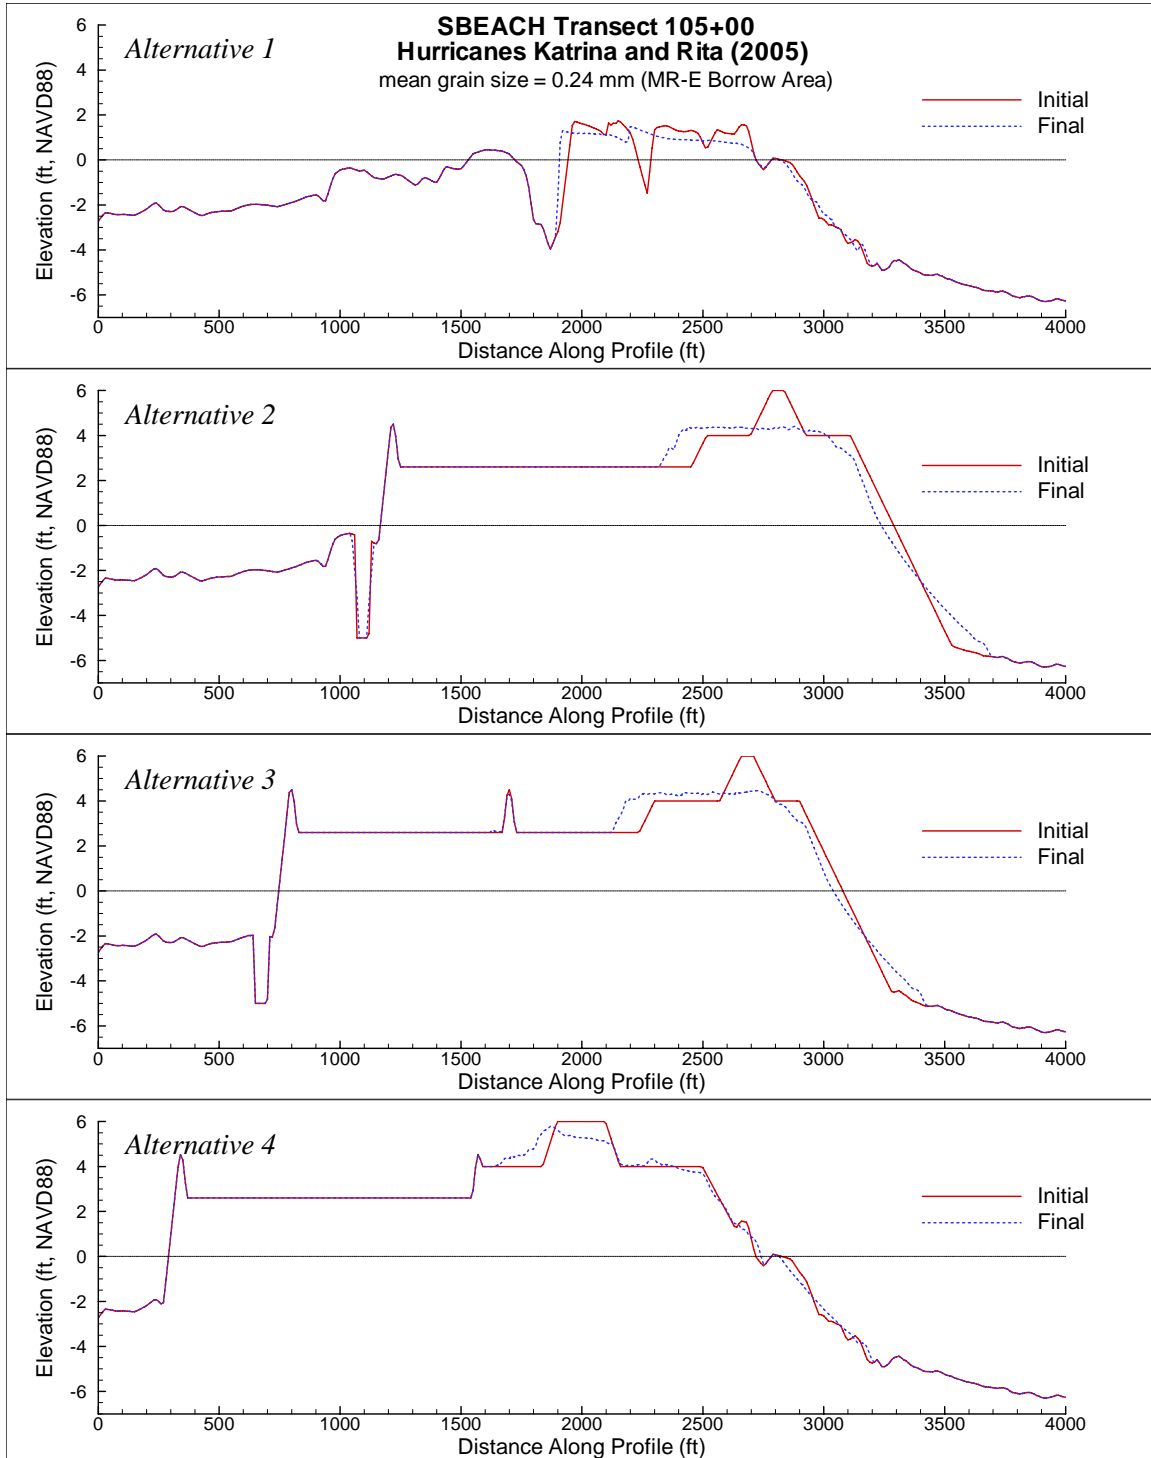 SBEACH Transect 105+00
Hurricanes Katrina and Rita (2005)
mean grain size = 0.24 mm (MR-E Borrow Area)
Alternative 1
Initial
Final
Elevation (ft, NAVD88)
6
4
2
0
-2
-4
-6
0 500 1000 1500 2000 2500 3000 3500 4000
Distance Along Profile (ft)
Alternative 2
Initial
Final
Elevation (ft, NAVD88)
6
4
2
0
-2
-4
-6
0 500 1000 1500 2000 2500 3000 3500 4000
Distance Along Profile (ft)
Alternative 3
Initial
Final
Elevation (ft, NAVD88)
6
4
2
0
-2
-4
-6
0 500 1000 1500 2000 2500 3000 3500 4000
Distance Along Profile (ft)
Alternative 4
Initial
Final
Elevation (ft, NAVD88)
6
4
2
0
-2
-4
-6
0 500 1000 1500 2000 2500 3000 3500 4000
Distance Along Profile (ft)